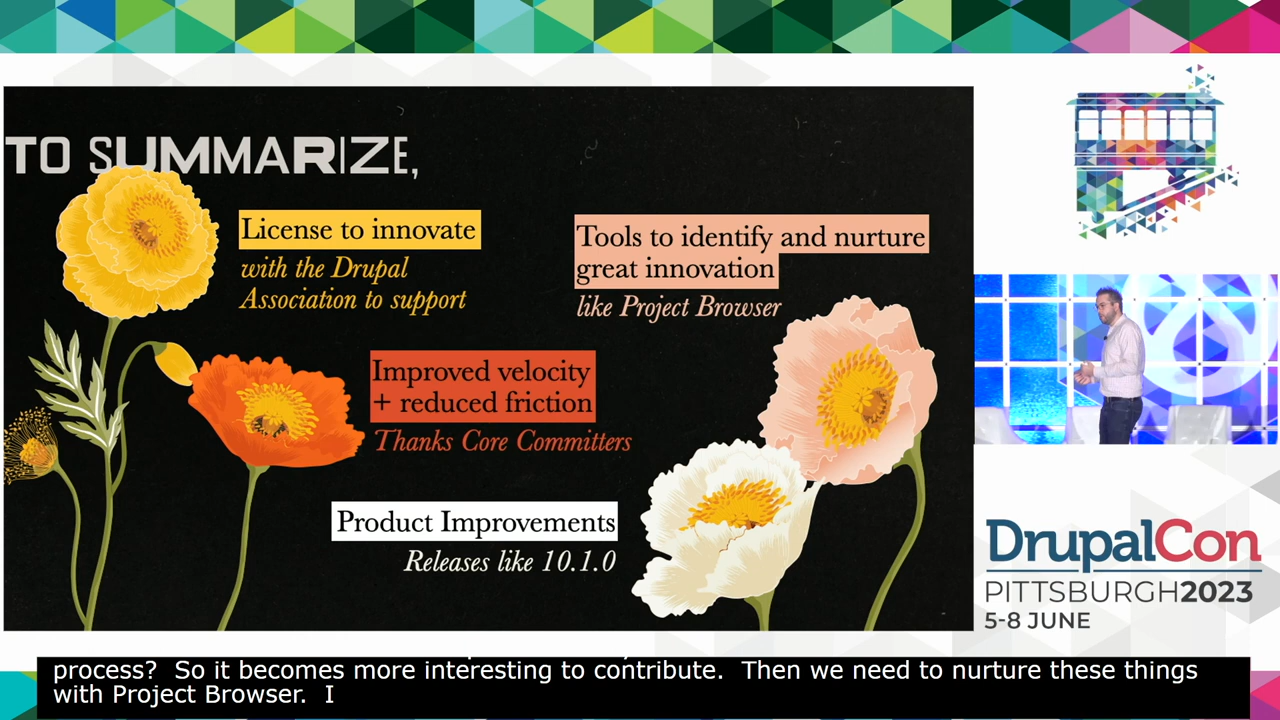 TO SUMMARIZE,
License to innovate
with the Drupal
Association to support
Tools to identify and nurture
great innovation
like Project Browser
Improved velocity
+ reduced friction
Thanks Core Committers
Product Improvements
Releases like 10.1.0
DrupalCon
PITTSBURGH2023
5-8 JUNE
process?  So it becomes more interesting to contribute.  Then we need to nurture these things
with Project Browser.  I